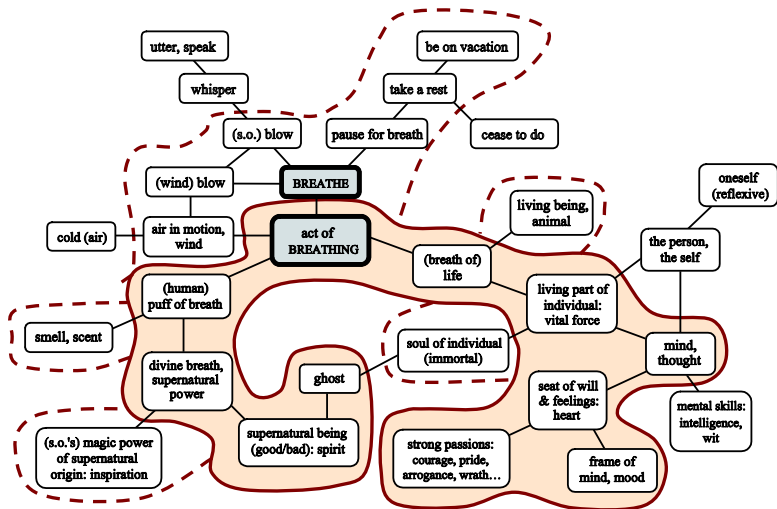 utter, speak
be on vacation
whisper
take a rest
(s.o.) blow
pause for breath
cease to do
(wind) blow
BREATHE
oneself
(reflexive)
living being,
animal
cold (air)
air in motion,
wind
act of
BREATHING
(breath of)
life
the person,
the self
(human)
puff of breath
living part of
individual:
vital force
smell, scent
soul of individual
(immortal)
mind,
thought
divine breath,
supernatural
power
ghost
seat of will
& feelings:
heart
mental skills:
intelligence,
wit
(s.o.'s) magic power
of supernatural
origin: inspiration
supernatural being
(good/bad): spirit
strong passions:
courage, pride,
arrogance, wrath...
frame of
mind, mood